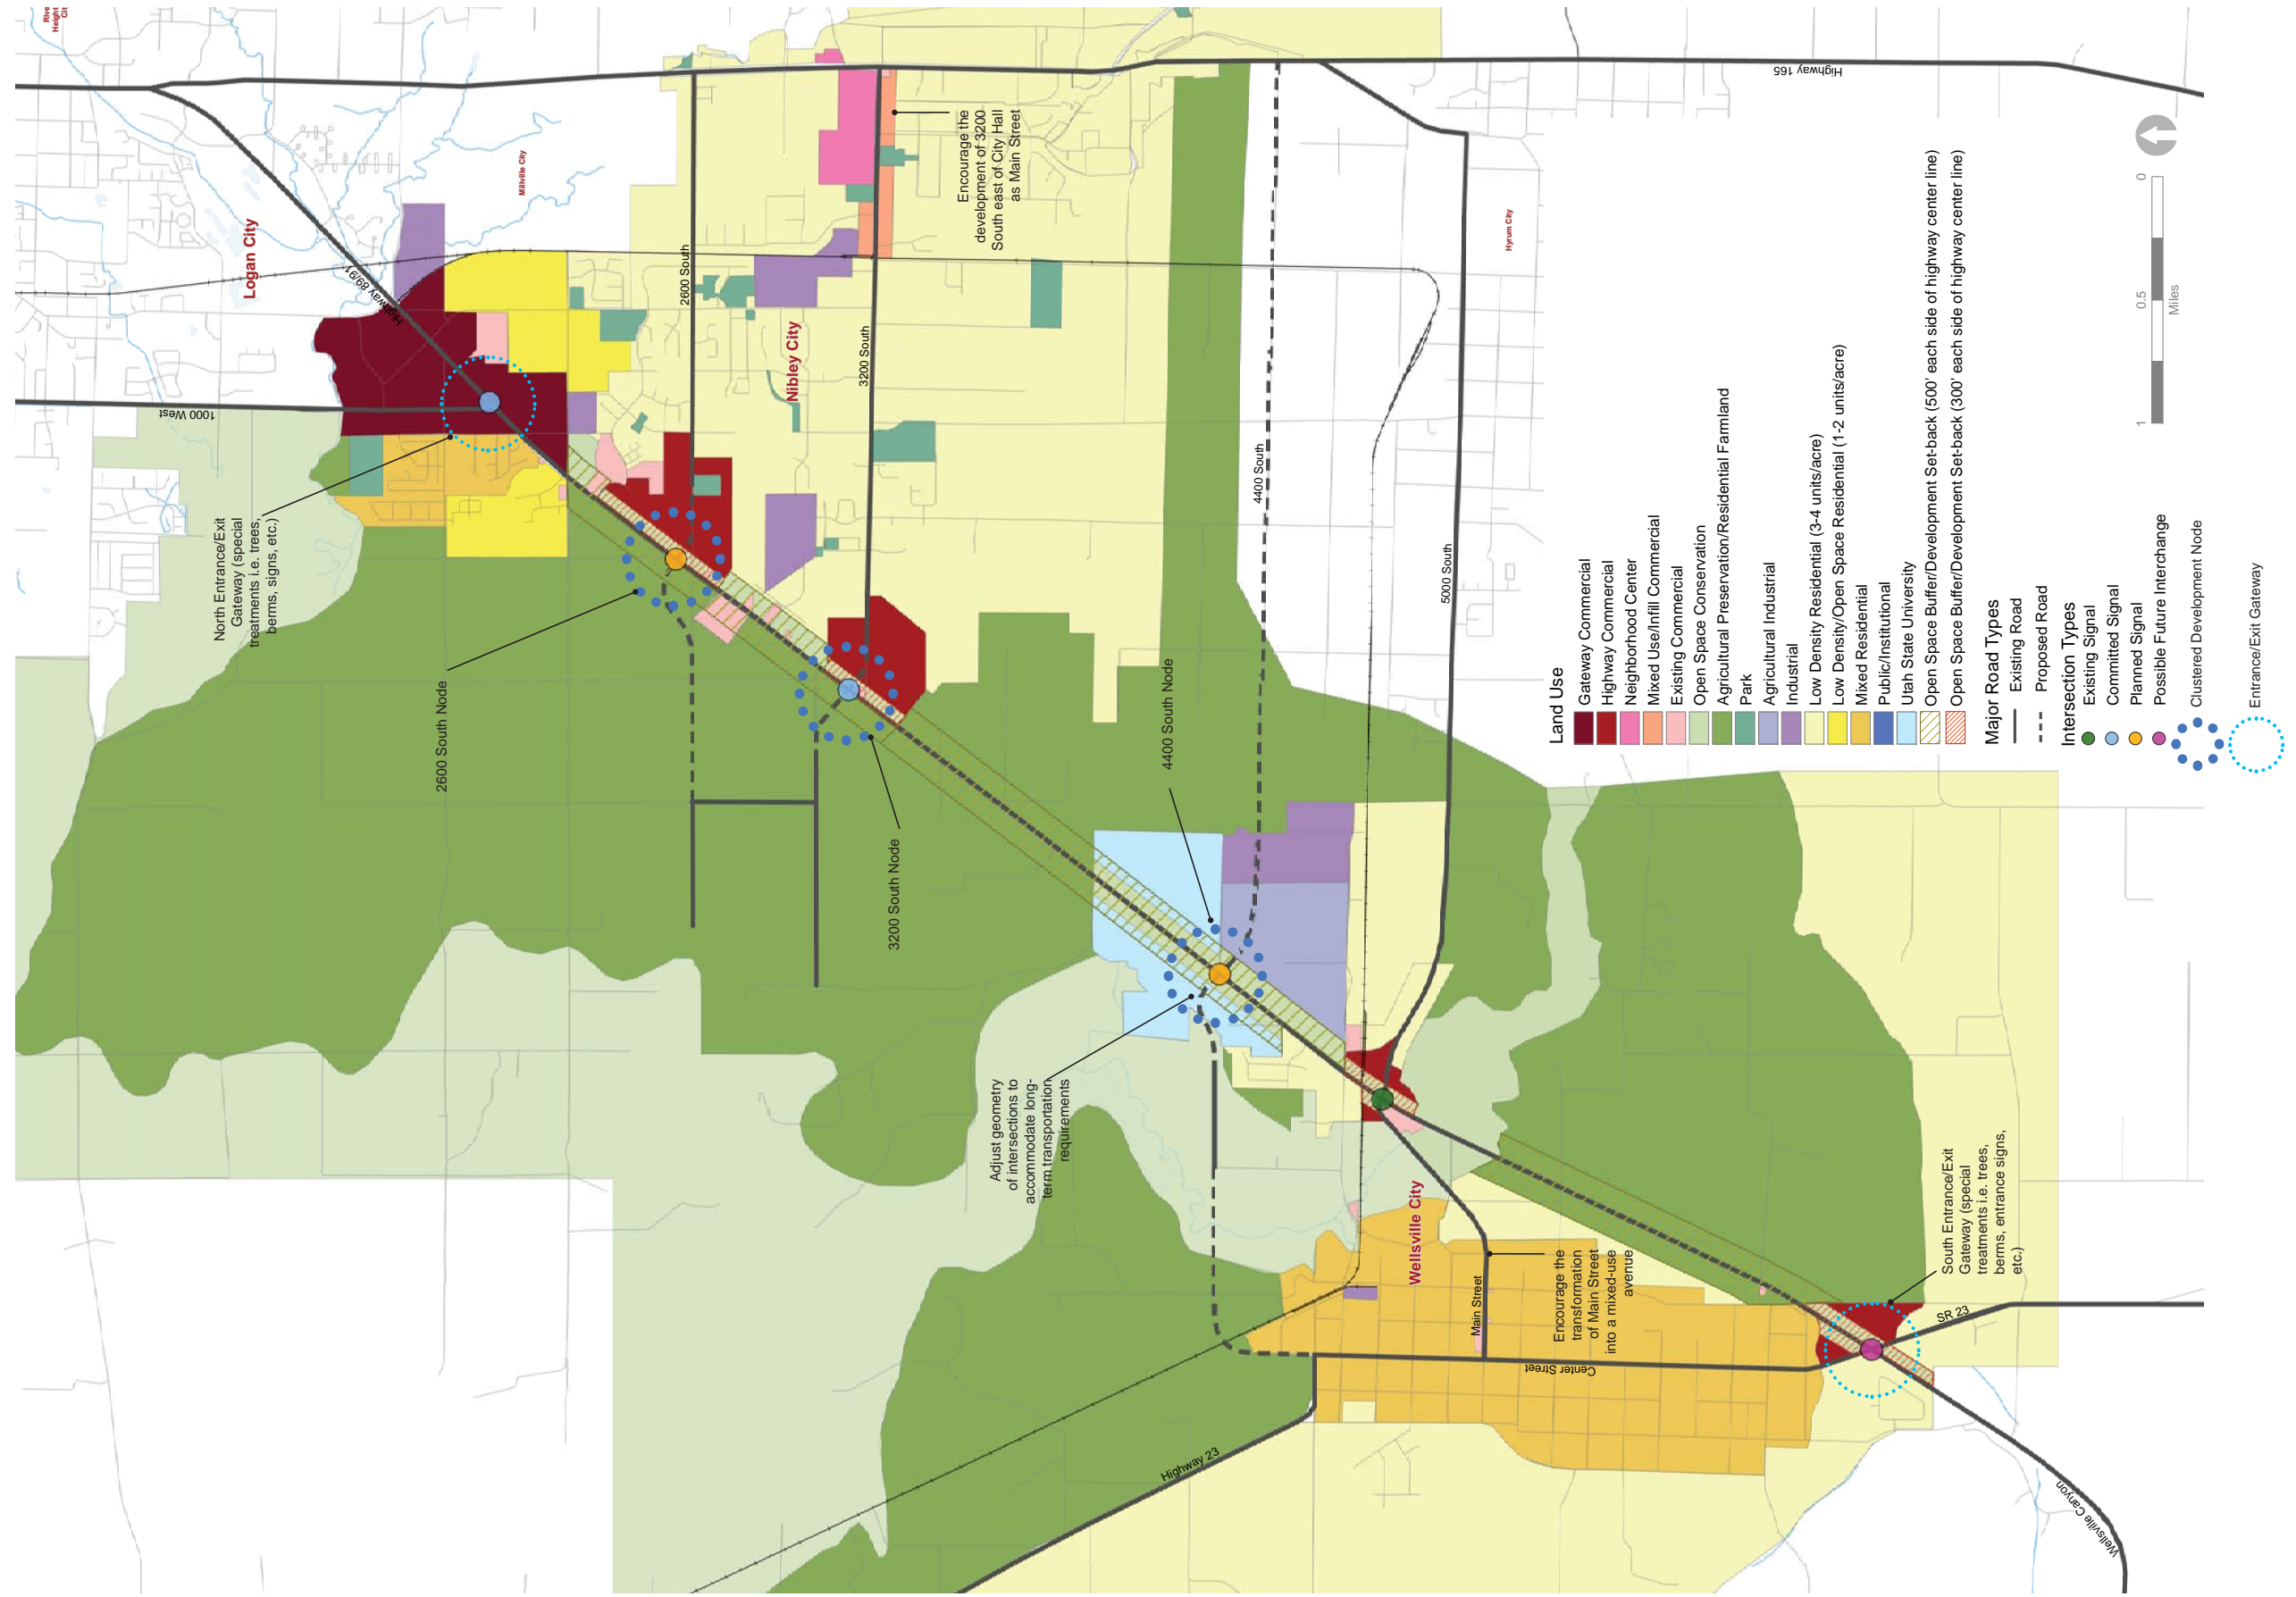 Rive
Height
Cit
Logan City
Millville City
Highway 89/91
1000 West
North Entrance/Exit
Gateway (special
treatments i.e. trees,
berms, signs, etc.)
2600 South
Nibley City
3200 South
Encourage the
development of 3200
South east of City Hall
as Main Street
Highway 165
2600 South Node
3200 South Node
4400 South Node
4400 South
5000 South
Hyrum City
Adjust geometry
of intersections to
accommodate long-
term transportation
requirements
Wellsville City
Main Street
Encourage the
transformation
of Main Street
into a mixed-use
avenue
Center Street
Highway 23
South Entrance/Exit
Gateway (special
treatments i.e. trees,
berms, entrance signs,
etc.)
SR 23
Wellsville Canyon
Land Use
Gateway Commercial
Highway Commercial
Neighborhood Center
Mixed Use/Infill Commercial
Existing Commercial
Open Space Conservation
Agricultural Preservation/Residential Farmland
Park
Agricultural Industrial
Industrial
Low Density Residential (3-4 units/acre)
Low Density/Open Space Residential (1-2 units/acre)
Mixed Residential
Public/Institutional
Utah State University
Open Space Buffer/Development Set-back (500' each side of highway center line)
Open Space Buffer/Development Set-back (300' each side of highway center line)
Major Road Types
Existing Road
Proposed Road
Intersection Types
Existing Signal
Committed Signal
Planned Signal
Possible Future Interchange
Clustered Development Node
Entrance/Exit Gateway
1 0.5 0
Miles